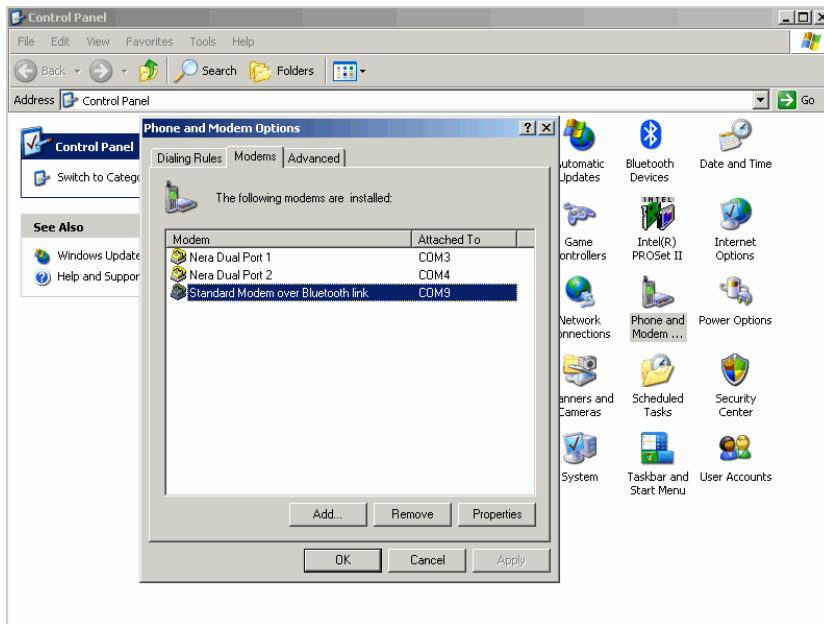 Control Panel
File Edit View Favorites Tools Help
Back Search Folders
Address Control Panel Go
Control Panel
Switch to Catego
See Also
Windows Update
Help and Suppor
Phone and Modem Options
Dialing Rules Modems Advanced
The following modems are installed:
Modem Attached To
Nera Dual Port 1 COM3
Nera Dual Port 2 COM4
Standard Modem over Bluetooth link COM9
Add... Remove Properties
OK Cancel Apply
utomatic Updates
Bluetooth Devices
Date and Time
Game ontrollers
INTEL
Intel(R) PROSet II
Internet Options
Network onnections
Phone and Modem ...
Power Options
anners and Cameras
Scheduled Tasks
Security Center
System
Taskbar and Start Menu
User Accounts